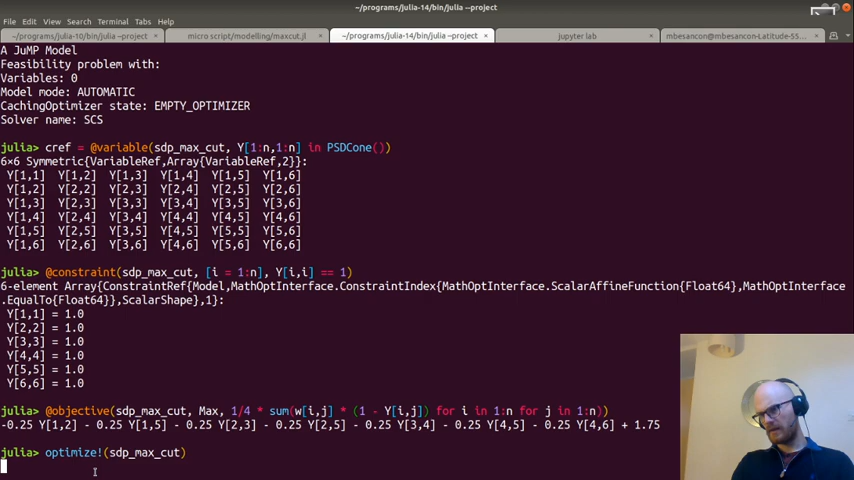 ~/programs/julia-14/bin/julia --project
File Edit View Search Terminal Tabs Help
~/programs/julia-10/bin/julia --project × micro script/modelling/maxcut.jl × ~/programs/julia-14/bin/julia --project × jupyter lab × mbesancon@mbesancon-Latitude-55... ×
A JuMP Model
Feasibility problem with:
Variables: 0
Model mode: AUTOMATIC
CachingOptimizer state: EMPTY_OPTIMIZER
Solver name: SCS
julia> cref = @variable(sdp_max_cut, Y[1:n,1:n] in PSDCone())
6×6 Symmetric{VariableRef,Array{VariableRef,2}}:
Y[1,1] Y[1,2] Y[1,3] Y[1,4] Y[1,5] Y[1,6]
Y[1,2] Y[2,2] Y[2,3] Y[2,4] Y[2,5] Y[2,6]
Y[1,3] Y[2,3] Y[3,3] Y[3,4] Y[3,5] Y[3,6]
Y[1,4] Y[2,4] Y[3,4] Y[4,4] Y[4,5] Y[4,6]
Y[1,5] Y[2,5] Y[3,5] Y[4,5] Y[5,5] Y[5,6]
Y[1,6] Y[2,6] Y[3,6] Y[4,6] Y[5,6] Y[6,6]
julia> @constraint(sdp_max_cut, [i = 1:n], Y[i,i] == 1)
6-element Array{ConstraintRef{Model,MathOptInterface.ConstraintIndex{MathOptInterface.ScalarAffineFunction{Float64},MathOptInterface
.EqualTo{Float64}},ScalarShape},1}:
Y[1,1] = 1.0
Y[2,2] = 1.0
Y[3,3] = 1.0
Y[4,4] = 1.0
Y[5,5] = 1.0
Y[6,6] = 1.0
julia> @objective(sdp_max_cut, Max, 1/4 * sum(w[i,j] * (1 - Y[i,j]) for i in 1:n for j in 1:n))
-0.25 Y[1,2] - 0.25 Y[1,5] - 0.25 Y[2,3] - 0.25 Y[2,5] - 0.25 Y[3,4] - 0.25 Y[4,5] - 0.25 Y[4,6] + 1.75
julia> optimize!(sdp_max_cut)